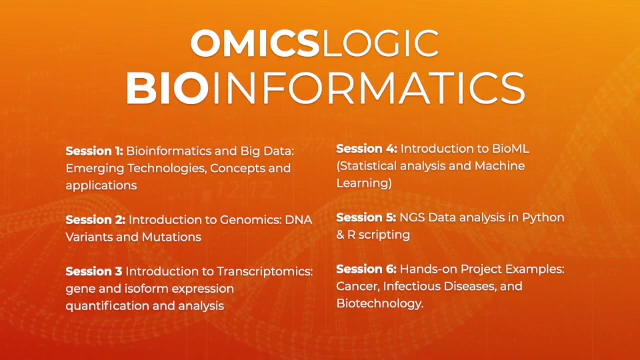 OMICSLOGIC
BIOINFORMATICS
Session 1: Bioinformatics and Big Data:
Emerging Technologies, Concepts and
applications
Session 2: Introduction to Genomics: DNA
Variants and Mutations
Session 3 Introduction to Transcriptomics:
gene and isoform expression
quantification and analysis
Session 4: Introduction to BioML
(Statistical analysis and Machine
Learning)
Session 5: NGS Data analysis in Python
& R scripting
Session 6: Hands-on Project Examples:
Cancer, Infectious Diseases, and
Biotechnology.